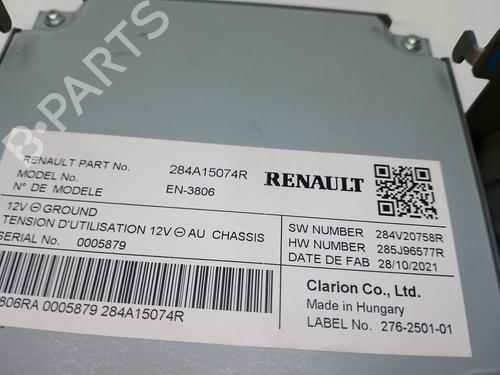 B-PARTS
RENAULT PART No. 284A15074R
MODEL No.
N° DE MODELE EN-3806
RENAULT
12V ⊖ GROUND
TENSION D'UTILISATION 12V ⊖ AU CHASSIS
SERIAL No. 0005879
SW NUMBER 284V20758R
HW NUMBER 285J96577R
DATE DE FAB 28/10/2021
806RA 0005879 284A15074R
Clarion Co., Ltd.
Made in Hungary
LABEL No. 276-2501-01